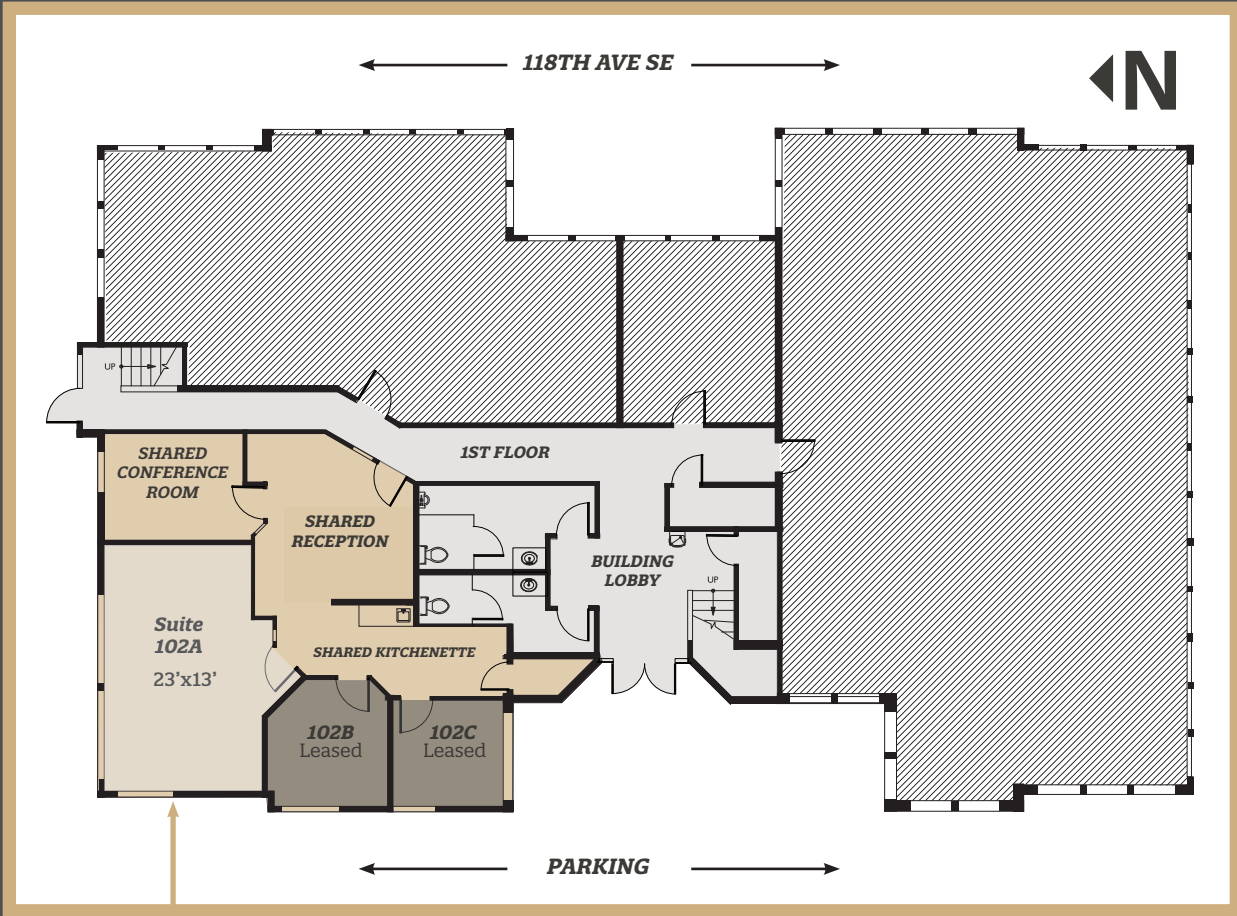 118TH AVE SE
N
UP
SHARED
CONFERENCE
ROOM
1ST FLOOR
SHARED
RECEPTION
BUILDING
LOBBY
UP
Suite
102A
23'x13'
SHARED KITCHENETTE
102B
Leased
102C
Leased
PARKING